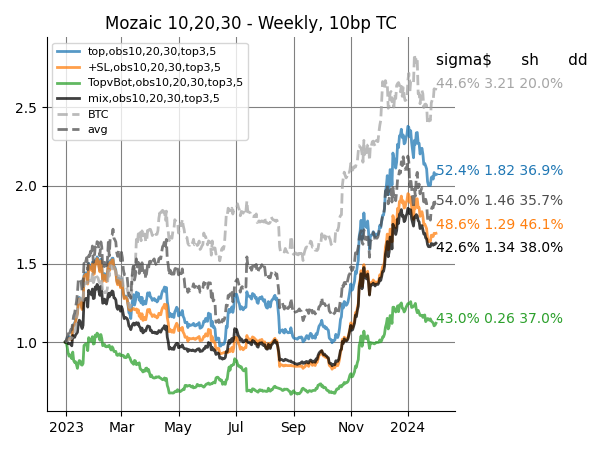 Mozaic 10,20,30 - Weekly, 10bp TC
top,obs10,20,30,top3,5
+SL,obs10,20,30,top3,5
TopvBot,obs10,20,30,top3,5
mix,obs10,20,30,top3,5
BTC
avg
sigma$ sh dd
44.6% 3.21 20.0%
52.4% 1.82 36.9%
54.0% 1.46 35.7%
48.6% 1.29 46.1%
42.6% 1.34 38.0%
43.0% 0.26 37.0%
2.5
2.0
1.5
1.0
2023 Mar May Jul Sep Nov 2024